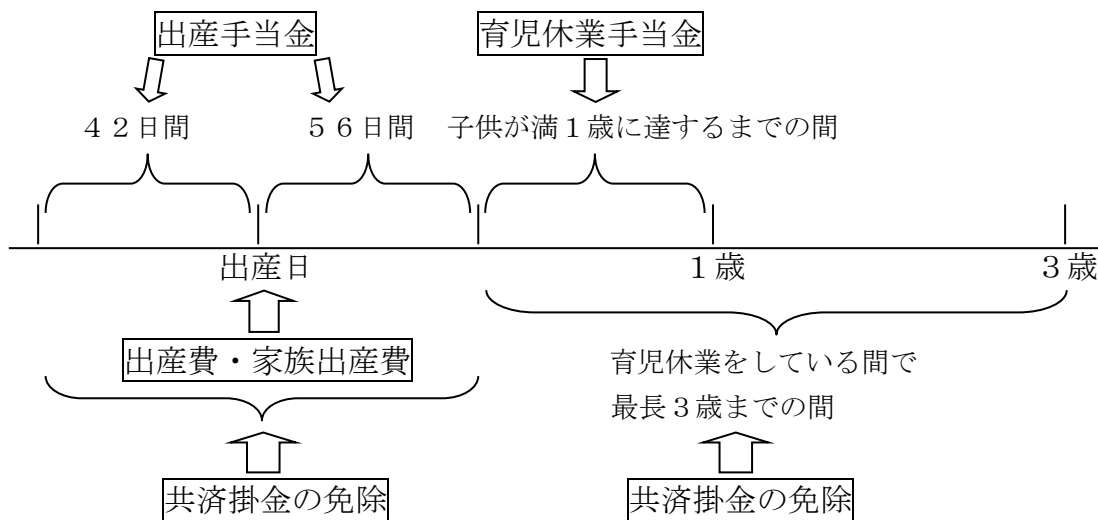 出産手当金 育児休業手当金
４２日間 ５６日間 子供が満１歳に達するまでの間
出産日 １歳 ３歳
出産費・家族出産費
育児休業をしている間で
最長３歳までの間
共済掛金の免除 共済掛金の免除